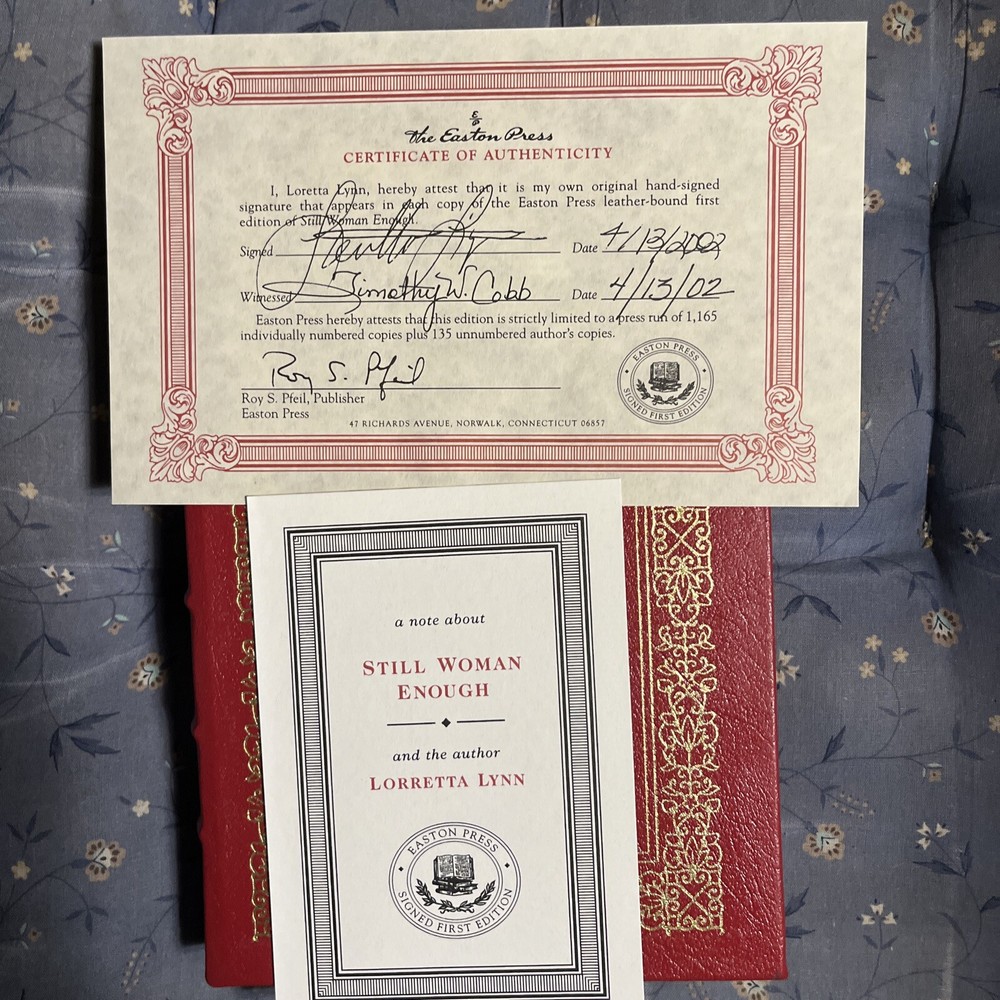 The Easton Press
CERTIFICATE OF AUTHENTICITY
I, Loretta Lynn, hereby attest that it is my own original hand-signed
signature that appears in each copy of the Easton Press leather-bound first
edition of Still Woman Enough.
Signed Date 4/13/2002
Witnessed Timothy W. Cobb Date 4/13/02
Easton Press hereby attests that this edition is strictly limited to a press run of 1,165
individually numbered copies plus 135 unnumbered author's copies.
Roy S. Pfeil
Roy S. Pfeil, Publisher
Easton Press
EASTON PRESS
SIGNED FIRST EDITION
47 RICHARDS AVENUE, NORWALK, CONNECTICUT 06857
a note about
STILL WOMAN
ENOUGH
and the author
LORRETTA LYNN
EASTON PRESS
SIGNED FIRST EDITION